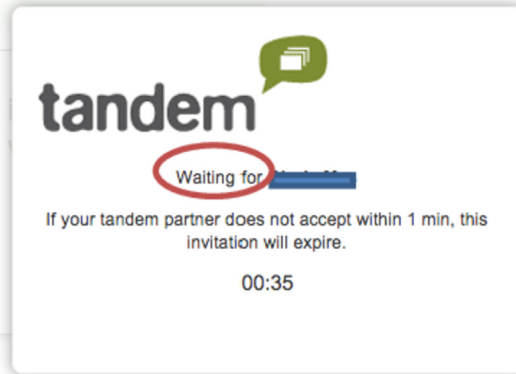 tandem
Waiting for
If your tandem partner does not accept within 1 min, this
invitation will expire.
00:35